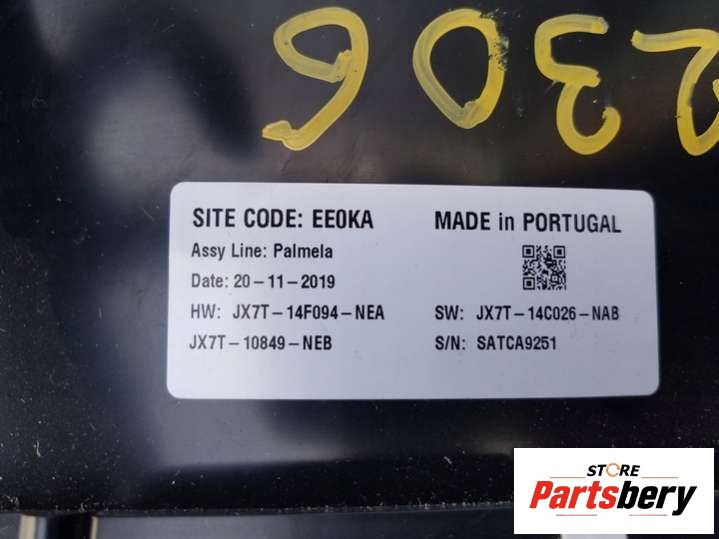 2306
SITE CODE: EE0KA MADE in PORTUGAL
Assy Line: Palmela
Date: 20-11-2019
HW: JX7T-14F094-NEA SW: JX7T-14C026-NAB
JX7T-10849-NEB S/N: SATCA9251
STORE
Partsbery